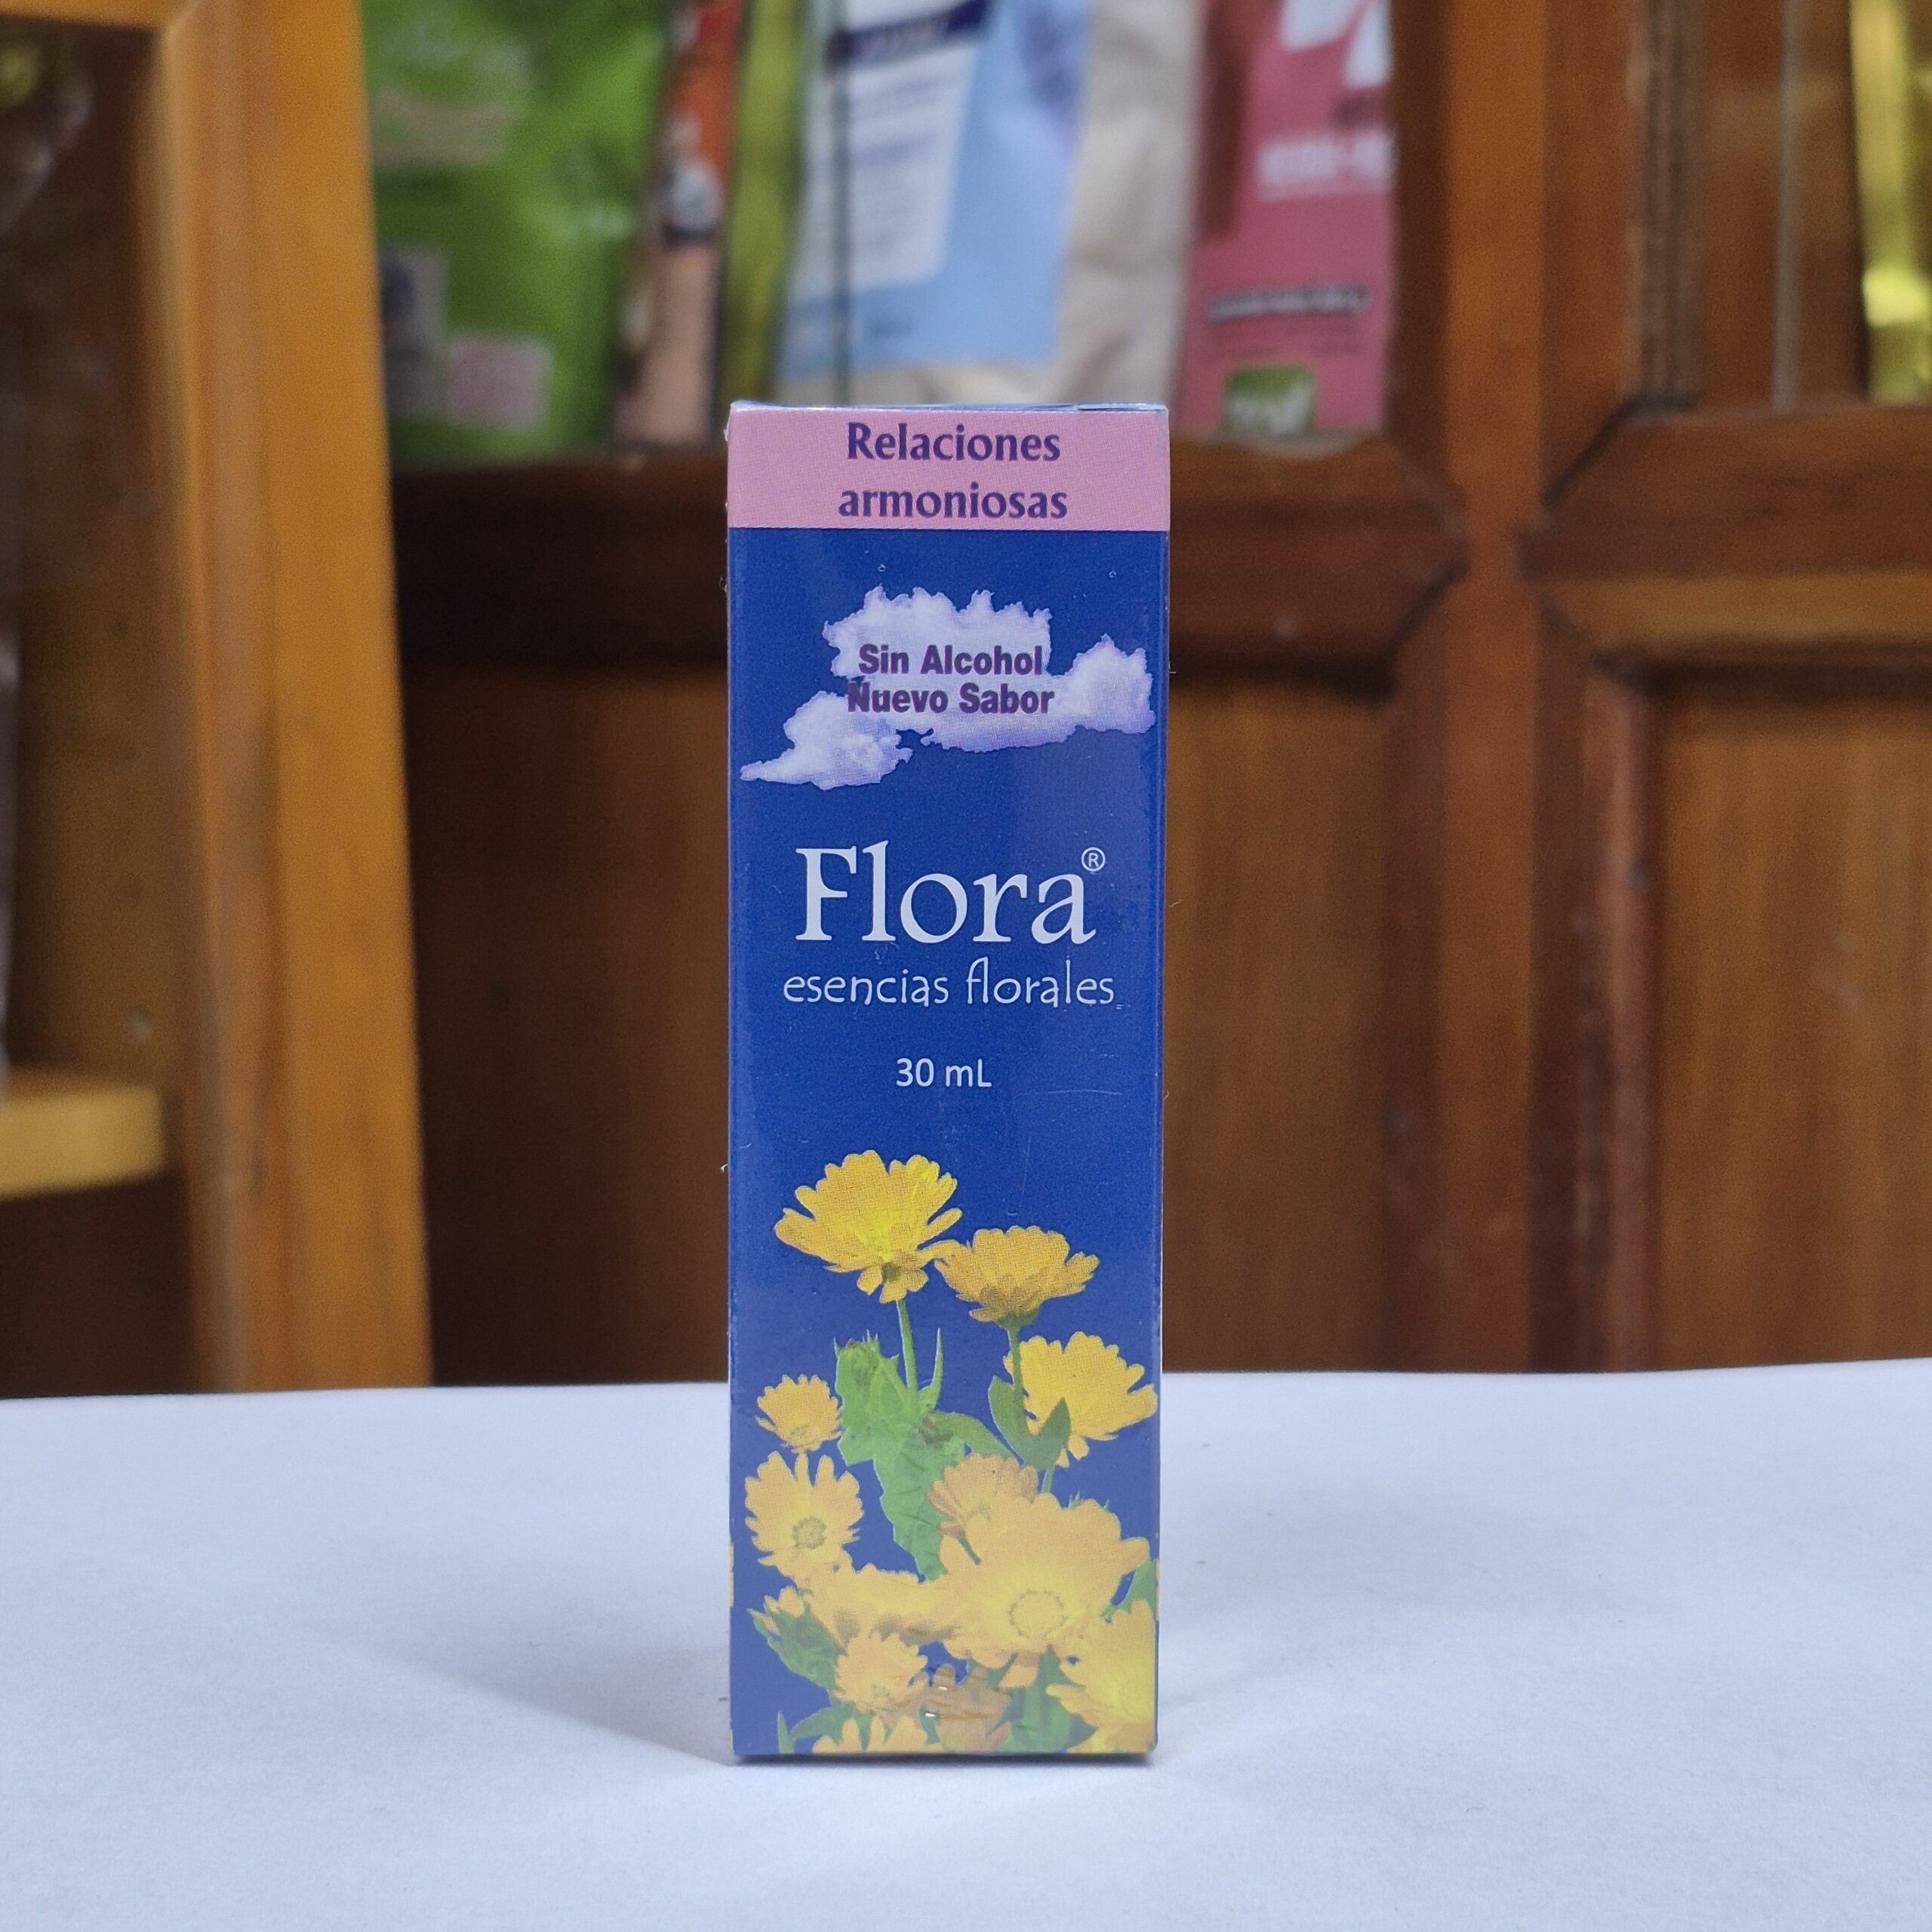 Relaciones
armoniosas
Sin Alcohol
Nuevo Sabor
Flora®
esencias florales
30 mL